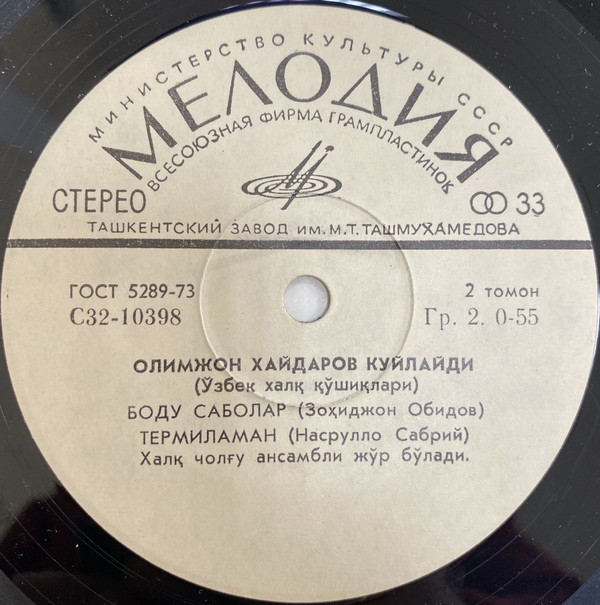 МИНИСТЕРСТВО КУЛЬТУРЫ СССР
МЕЛОДИЯ
ВСЕСОЮЗНАЯ ФИРМА ГРАМПЛАСТИНОК
СТЕРЕО 33
ТАШКЕНТСКИЙ ЗАВОД ИМ. М.Т. ТАШМУХАМЕДОВА
ГОСТ 5289-73 2 томон
С32-10398 Гр. 2. 0-55
ОЛИМЖОН ХАЙДАРОВ КУЙЛАЙДИ
(Ўзбек халқ қўшиқлари)
БОДУ САБОЛАР (Зоҳиджон Обидов)
ТЕРМИЛАМАН (Насрулло Сабрий)
Халқ чолғу ансамбли жўр бўлади.